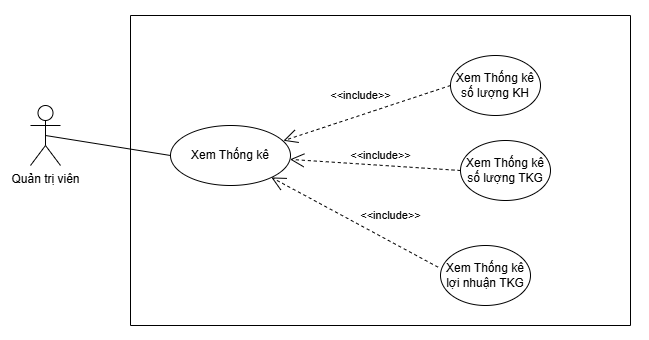 Xem Thống kê
số lượng KH
<<include>>
Xem Thống kê
<<include>>
Xem Thống kê
số lượng TKG
Quản trị viên
<<include>>
Xem Thống kê
lợi nhuận TKG